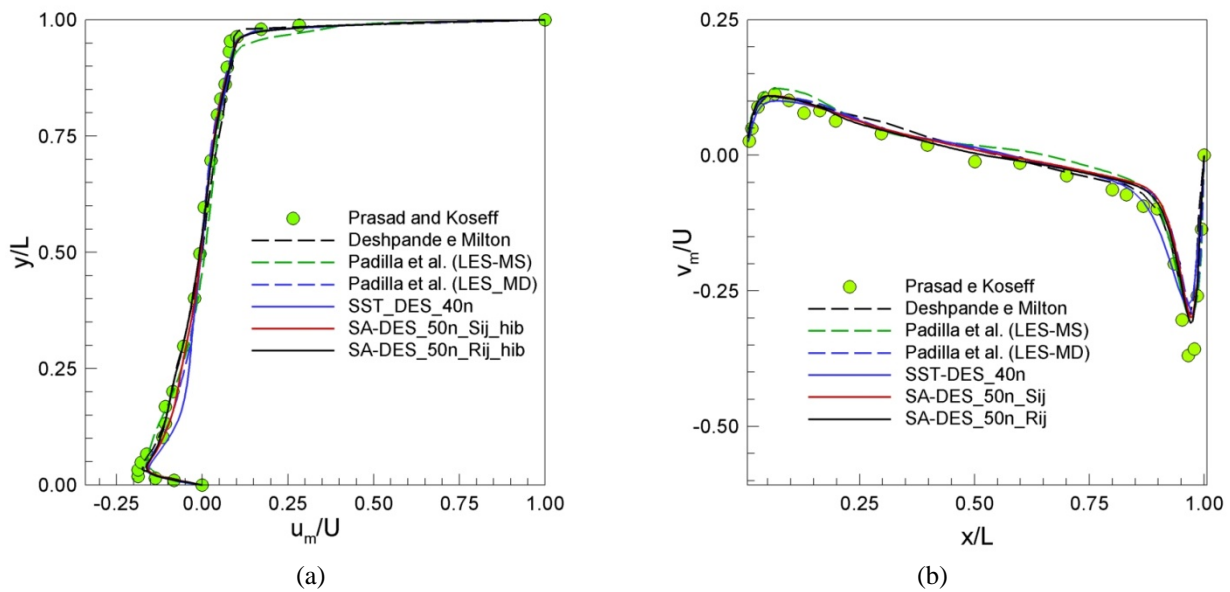 1.00
0.75
0.50
0.25
0.00
y/L
-0.25
0.00
0.25
0.50
0.75
1.00
u_m/U
Prasad and Koseff
Deshpande e Milton
Padilla et al. (LES-MS)
Padilla et al. (LES_MD)
SST_DES_40n
SA-DES_50n_Sij_hib
SA-DES_50n_Rij_hib
(a)
0.25
0.00
-0.25
-0.50
v_m/U
0.25
0.50
0.75
1.00
x/L
Prasad e Koseff
Deshpande e Milton
Padilla et al. (LES-MS)
Padilla et al. (LES-MD)
SST-DES_40n
SA-DES_50n_Sij
SA-DES_50n_Rij
(b)